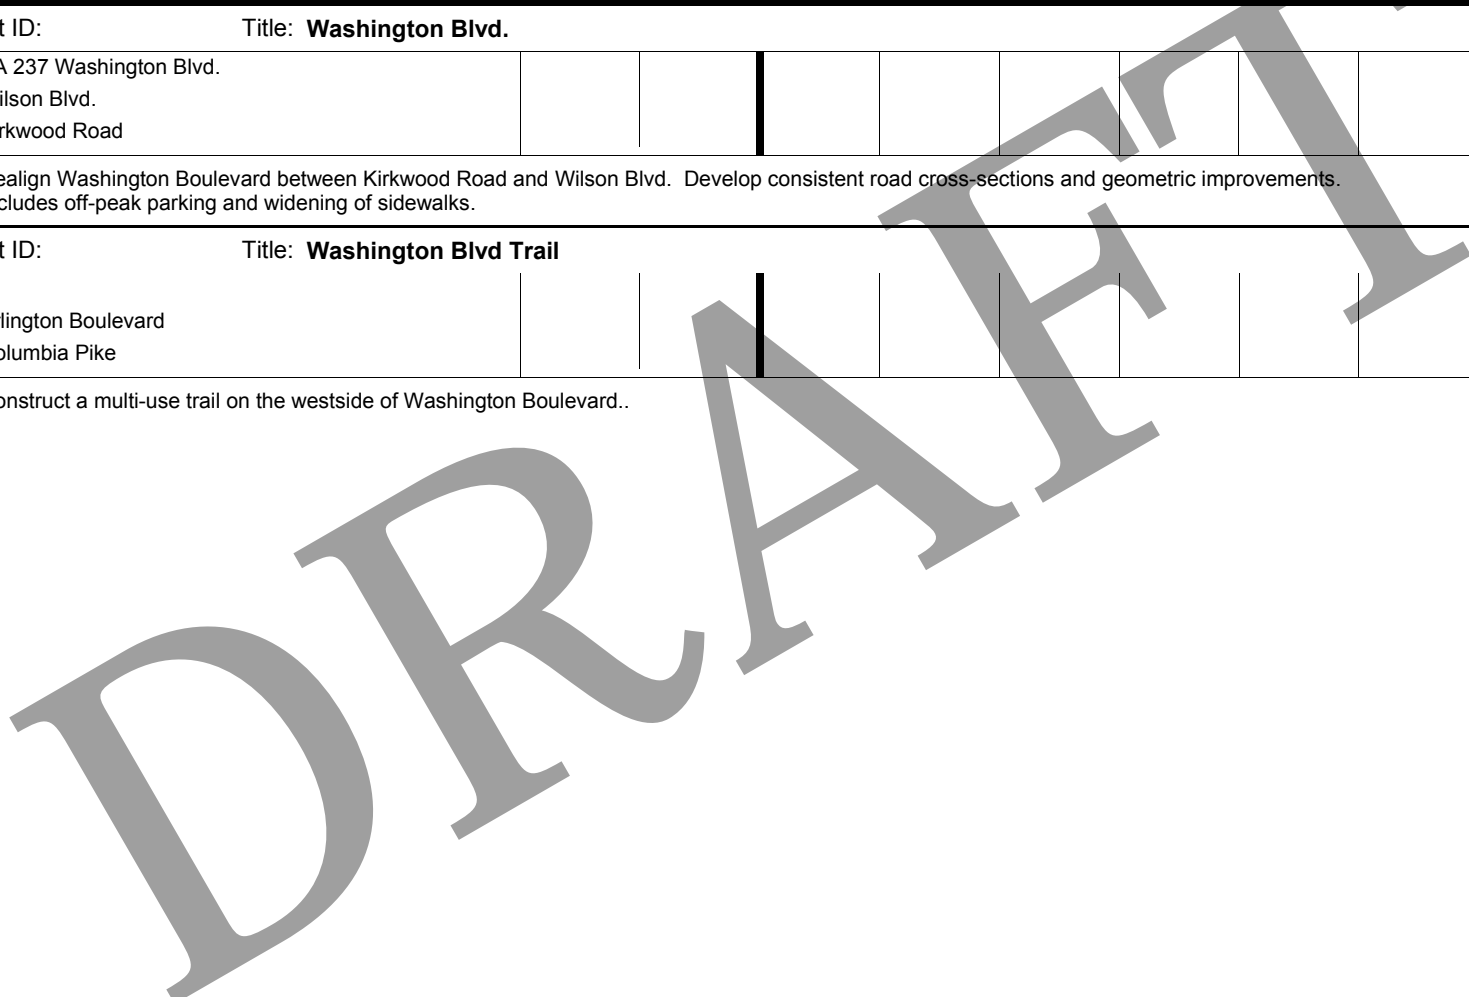 t ID: Title: Washington Blvd.
A 237 Washington Blvd.
ilson Blvd.
rkwood Road
ealign Washington Boulevard between Kirkwood Road and Wilson Blvd. Develop consistent road cross-sections and geometric improvements.
cludes off-peak parking and widening of sidewalks.
t ID: Title: Washington Blvd Trail
lington Boulevard
olumbia Pike
onstruct a multi-use trail on the westside of Washington Boulevard..
DRAFT